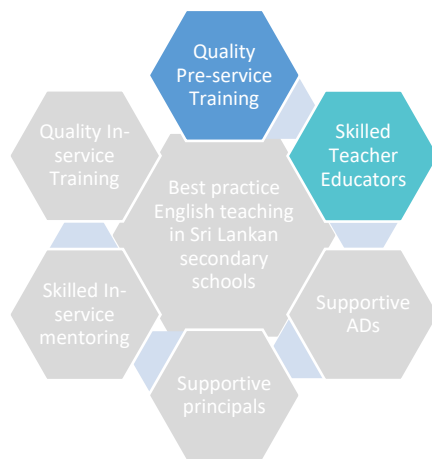 Quality
Pre-service
Training
Skilled
Teacher
Educators
Supportive
ADs
Supportive
principals
Skilled In-
service
mentoring
Quality In-
service
Training
Best practice
English teaching
in Sri Lankan
secondary
schools